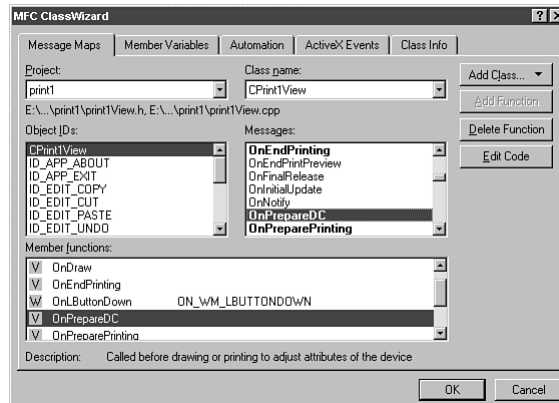 MFC ClassWizard
Message Maps
Member Variables
Automation
ActiveX Events
Class Info
Project:
Class name:
Add Class...
print1
CPrint1View
Add Function
E:\...\print1\print1View.h, E:\...\print1\print1View.cpp
Object IDs:
Messages:
Delete Function
Edit Code
CPrint1View
ID_APP_ABOUT
ID_APP_EXIT
ID_EDIT_COPY
ID_EDIT_CUT
ID_EDIT_PASTE
ID_EDIT_UNDO
OnEndPrinting
OnEndPrintPreview
OnFinalRelease
OnInitialUpdate
OnNotify
OnPrepareDC
OnPreparePrinting
Member functions:
V OnDraw
V OnEndPrinting
W OnLButtonDown ON_WM_LBUTTONDOWN
V OnPrepareDC
V OnPreparePrinting
Description: Called before drawing or printing to adjust attributes of the device
OK
Cancel